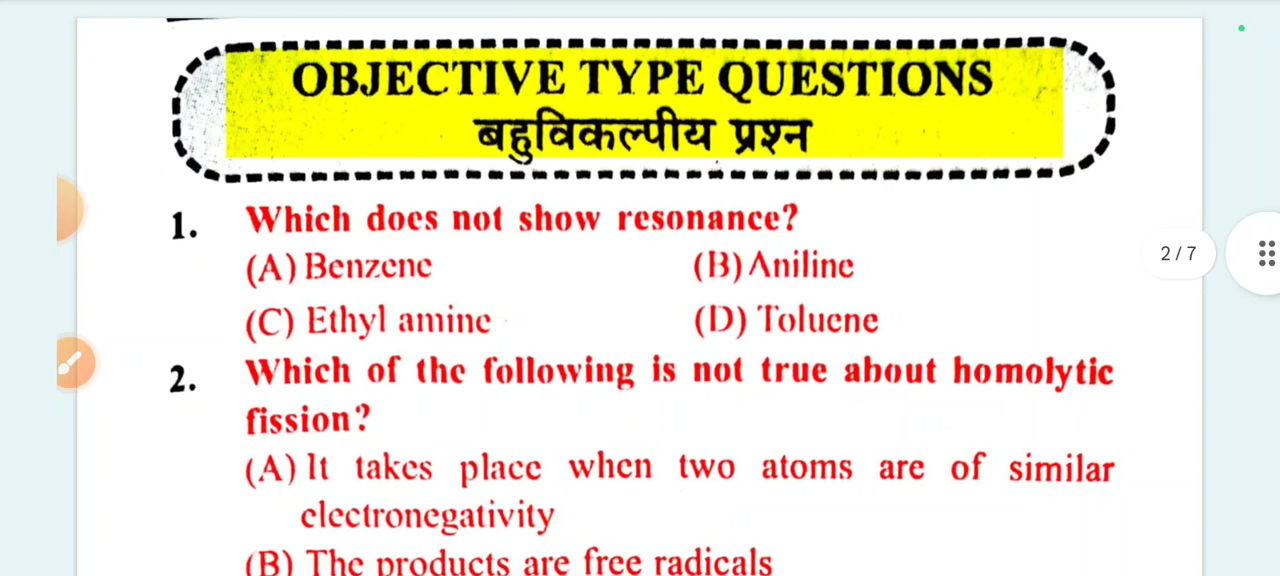 OBJECTIVE TYPE QUESTIONS
बहुविकल्पीय प्रश्न
1. Which does not show resonance?
(A) Benzene (B) Aniline
(C) Ethyl amine (D) Toluene
2. Which of the following is not true about homolytic
fission?
(A) It takes place when two atoms are of similar
electronegativity
(B) The products are free radicals
2/7